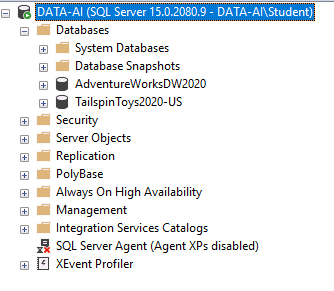 DATA-AI (SQL Server 15.0.2080.9 - DATA-AI\Student)
Databases
System Databases
Database Snapshots
AdventureWorksDW2020
TailspinToys2020-US
Security
Server Objects
Replication
PolyBase
Always On High Availability
Management
Integration Services Catalogs
SQL Server Agent (Agent XPs disabled)
XEvent Profiler